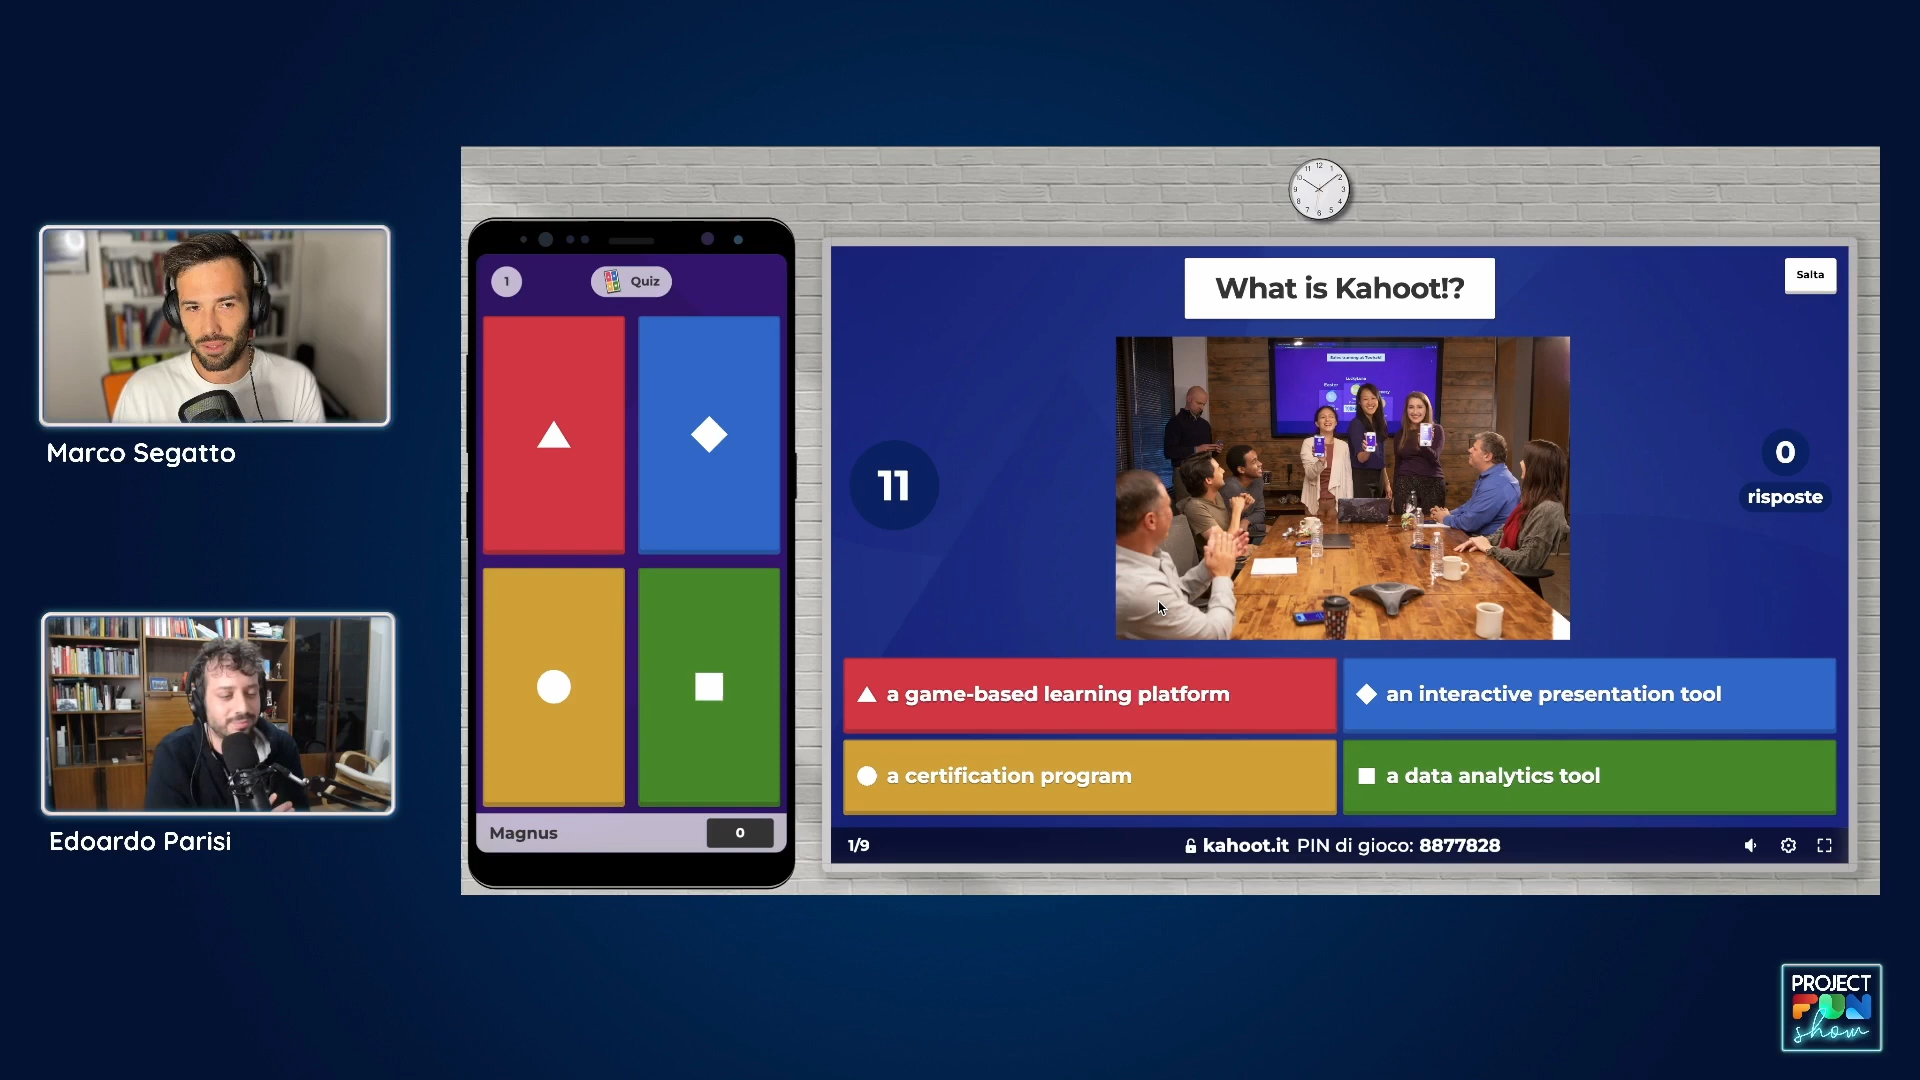 Marco Segatto
Edoardo Parisi
1
Quiz
Magnus
0
What is Kahoot!?
Salta
11
0
risposte
a game-based learning platform
an interactive presentation tool
a certification program
a data analytics tool
1/9
kahoot.it PIN di gioco: 8877828
PROJECT
FUN
show